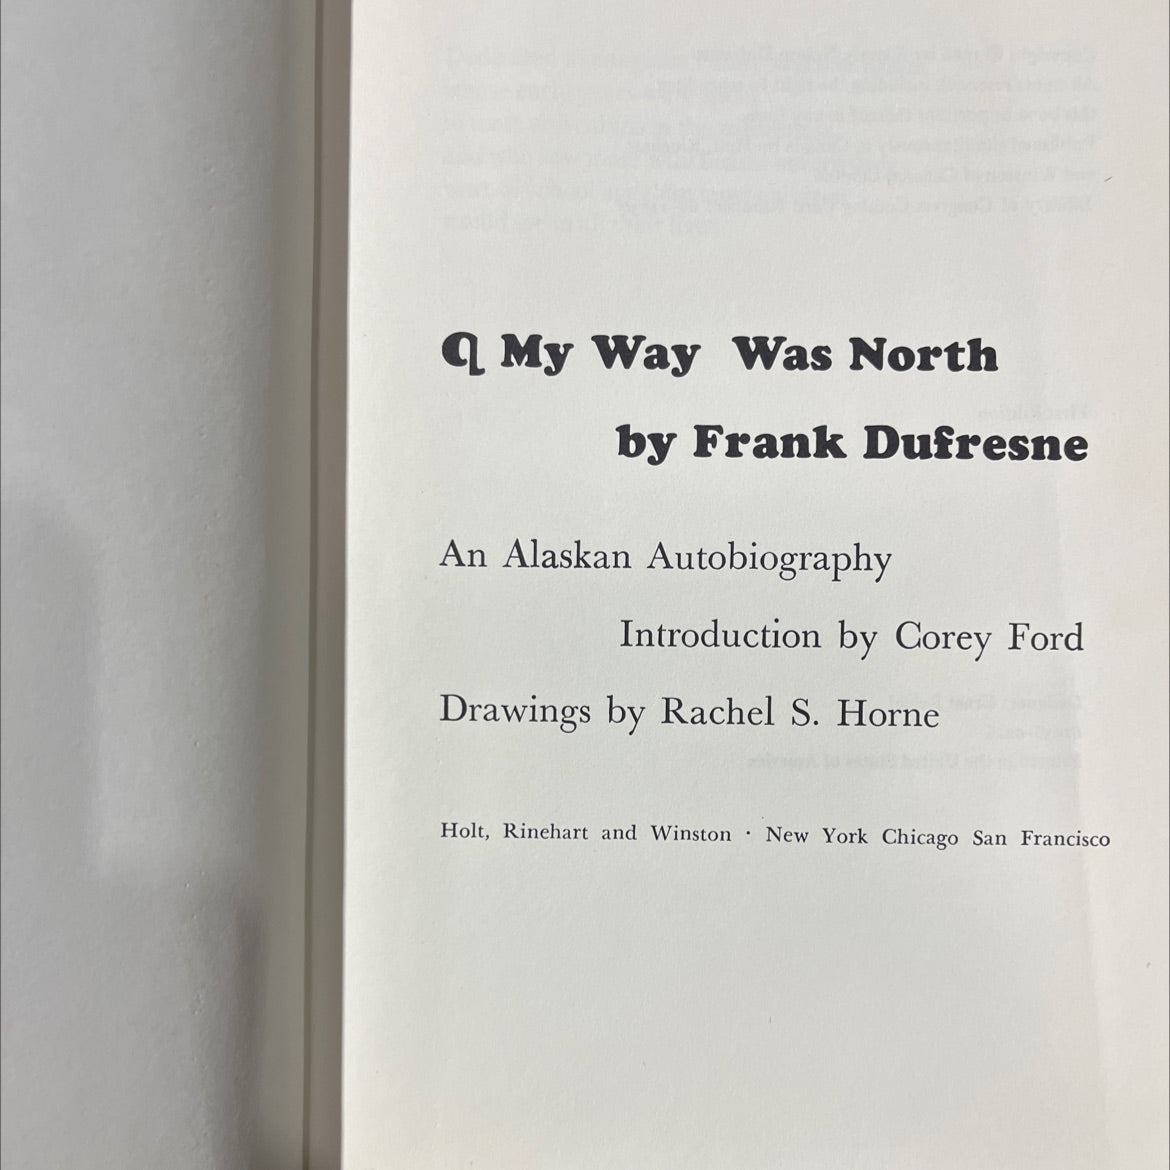 My Way Was North
by Frank Dufresne
An Alaskan Autobiography
Introduction by Corey Ford
Drawings by Rachel S. Horne
Holt, Rinehart and Winston · New York Chicago San Francisco